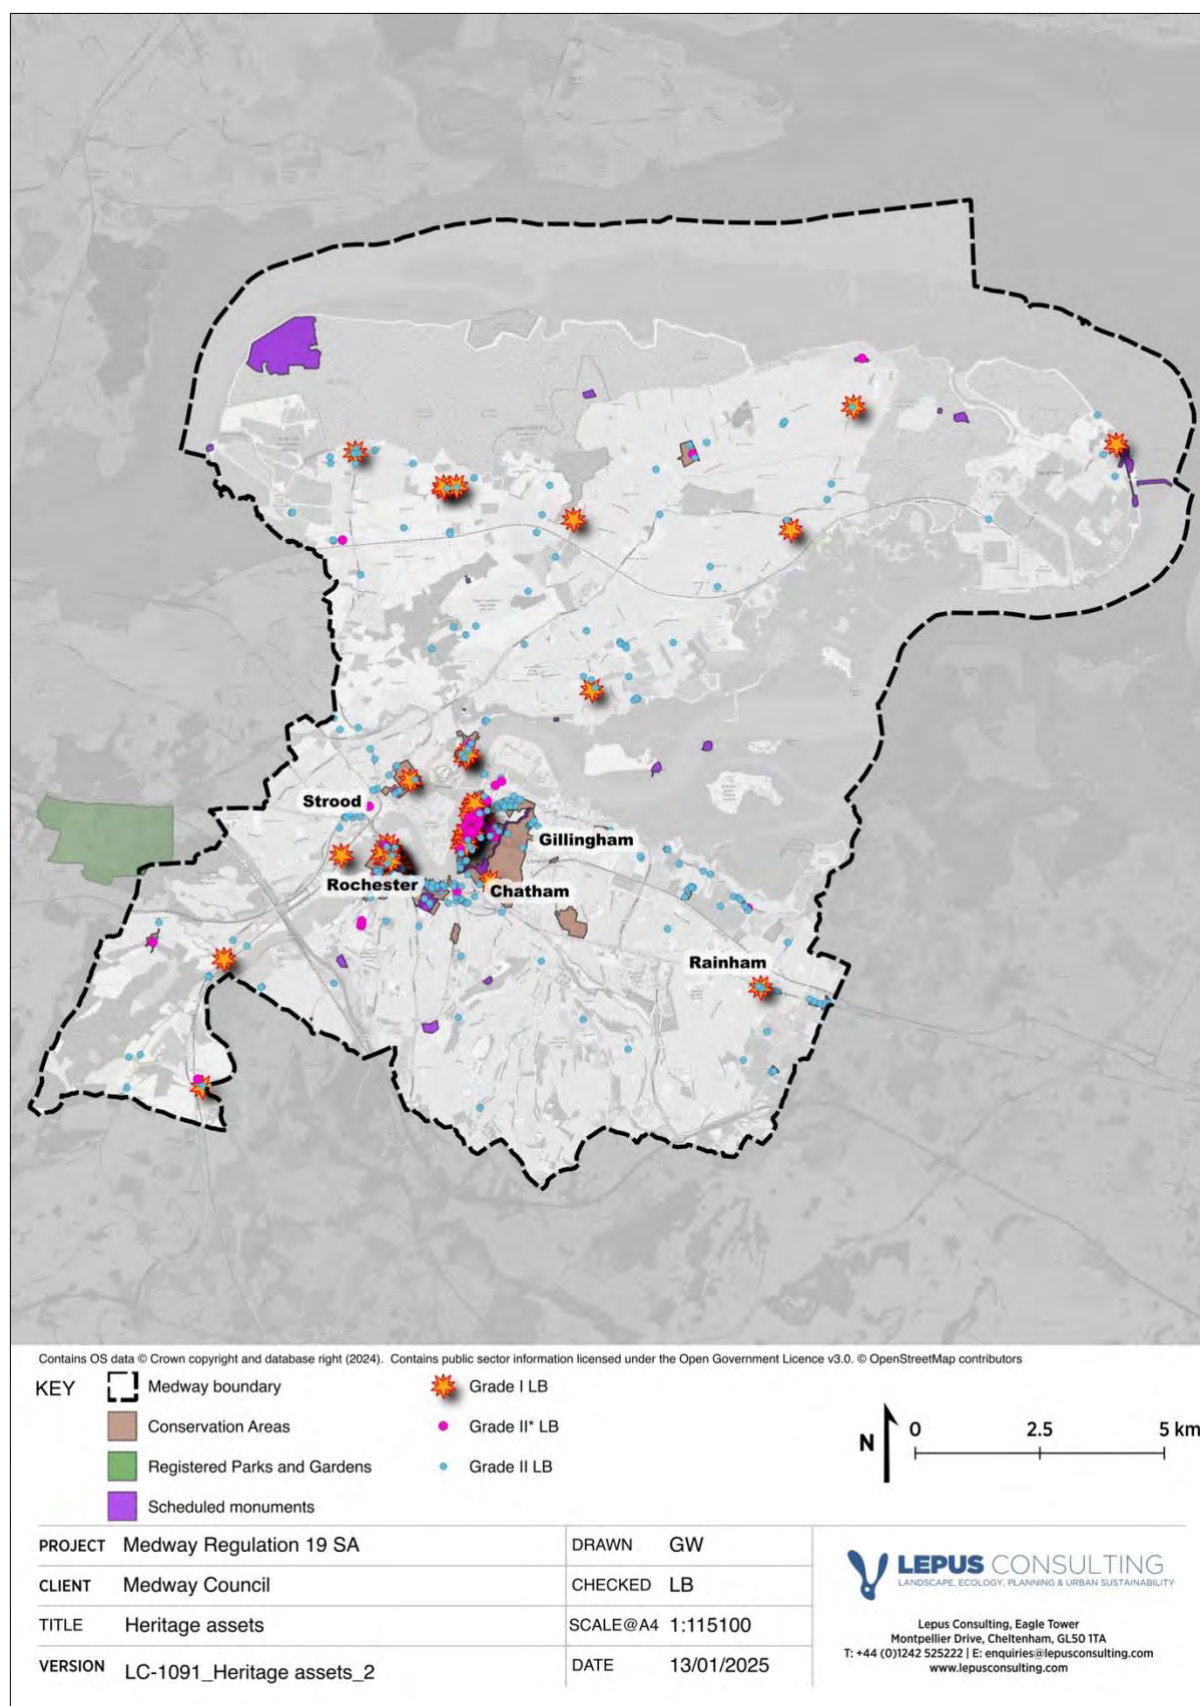 Strood
Gillingham
Rochester
Chatham
Rainham
Contains OS data © Crown copyright and database right (2024). Contains public sector information licensed under the Open Government Licence v3.0. © OpenStreetMap contributors
KEY
Medway boundary
Grade I LB
Conservation Areas
Grade II* LB
Registered Parks and Gardens
Grade II LB
Scheduled monuments
N
0 2.5 5 km
PROJECT Medway Regulation 19 SA
DRAWN GW
CLIENT Medway Council
CHECKED LB
TITLE Heritage assets
SCALE@A4 1:115100
VERSION LC-1091_Heritage assets_2
DATE 13/01/2025
LEPUS CONSULTING
LANDSCAPE, ECOLOGY, PLANNING & URBAN SUSTAINABILITY
Lepus Consulting, Eagle Tower
Montpellier Drive, Cheltenham, GL50 1TA
T: +44 (0)1242 525222 | E: enquiries@lepusconsulting.com
www.lepusconsulting.com